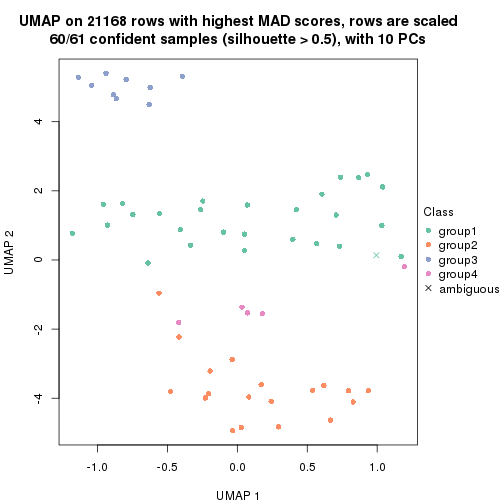 UMAP on 21168 rows with highest MAD scores, rows are scaled
60/61 confident samples (silhouette > 0.5), with 10 PCs
4
2
0
-2
-4
UMAP 2
-1.0 -0.5 0.0 0.5 1.0
UMAP 1
Class
group1
group2
group3
group4
ambiguous